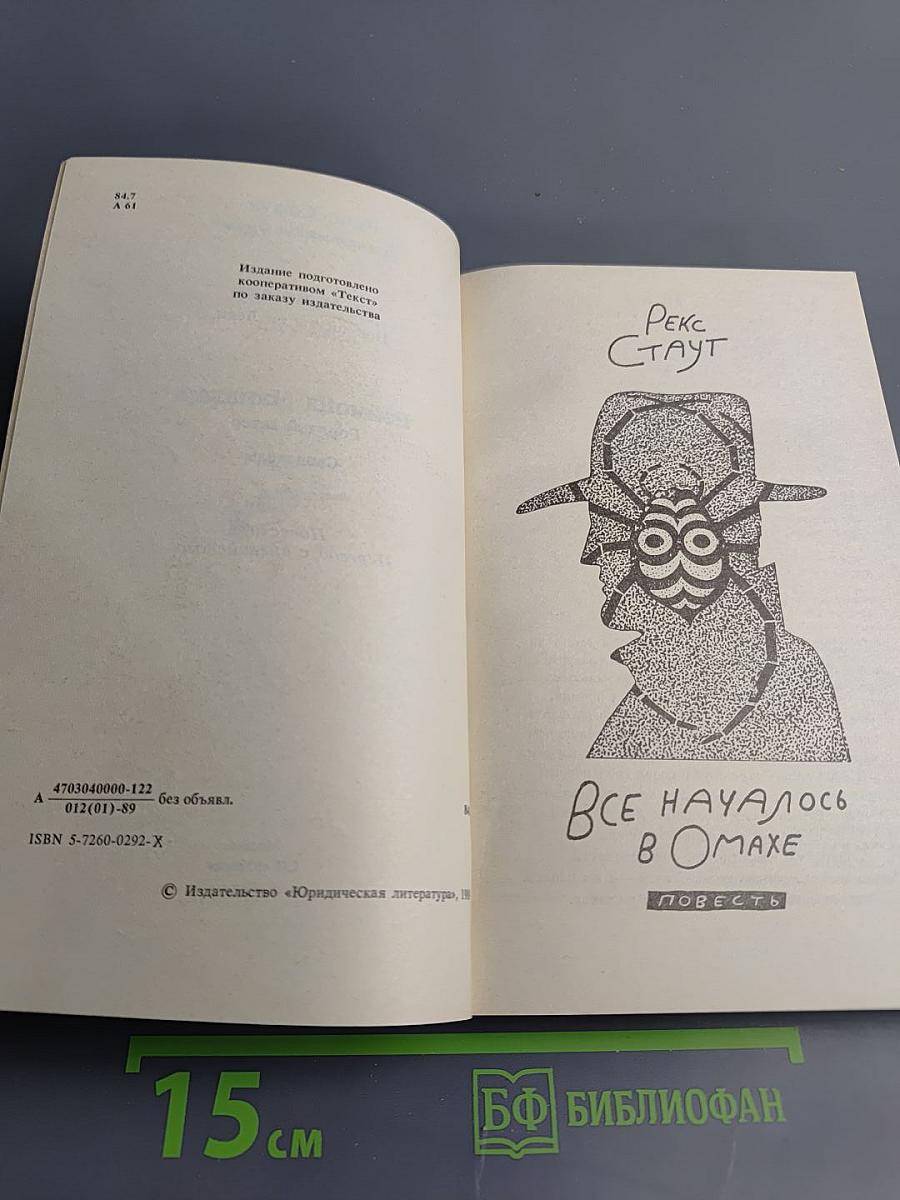 84.7
А 61
Издание подготовлено
кооперативом «Текст»
по заказу издательства
А 4703040000-122
012(01)-89 без объявл.
ISBN 5-7260-0292-X
© Издательство «Юридическая литература»,
Рекс
Стаут
Все началось
в Омахе
ПОВЕСТЬ
15 см
БФ БИБЛИОФАН